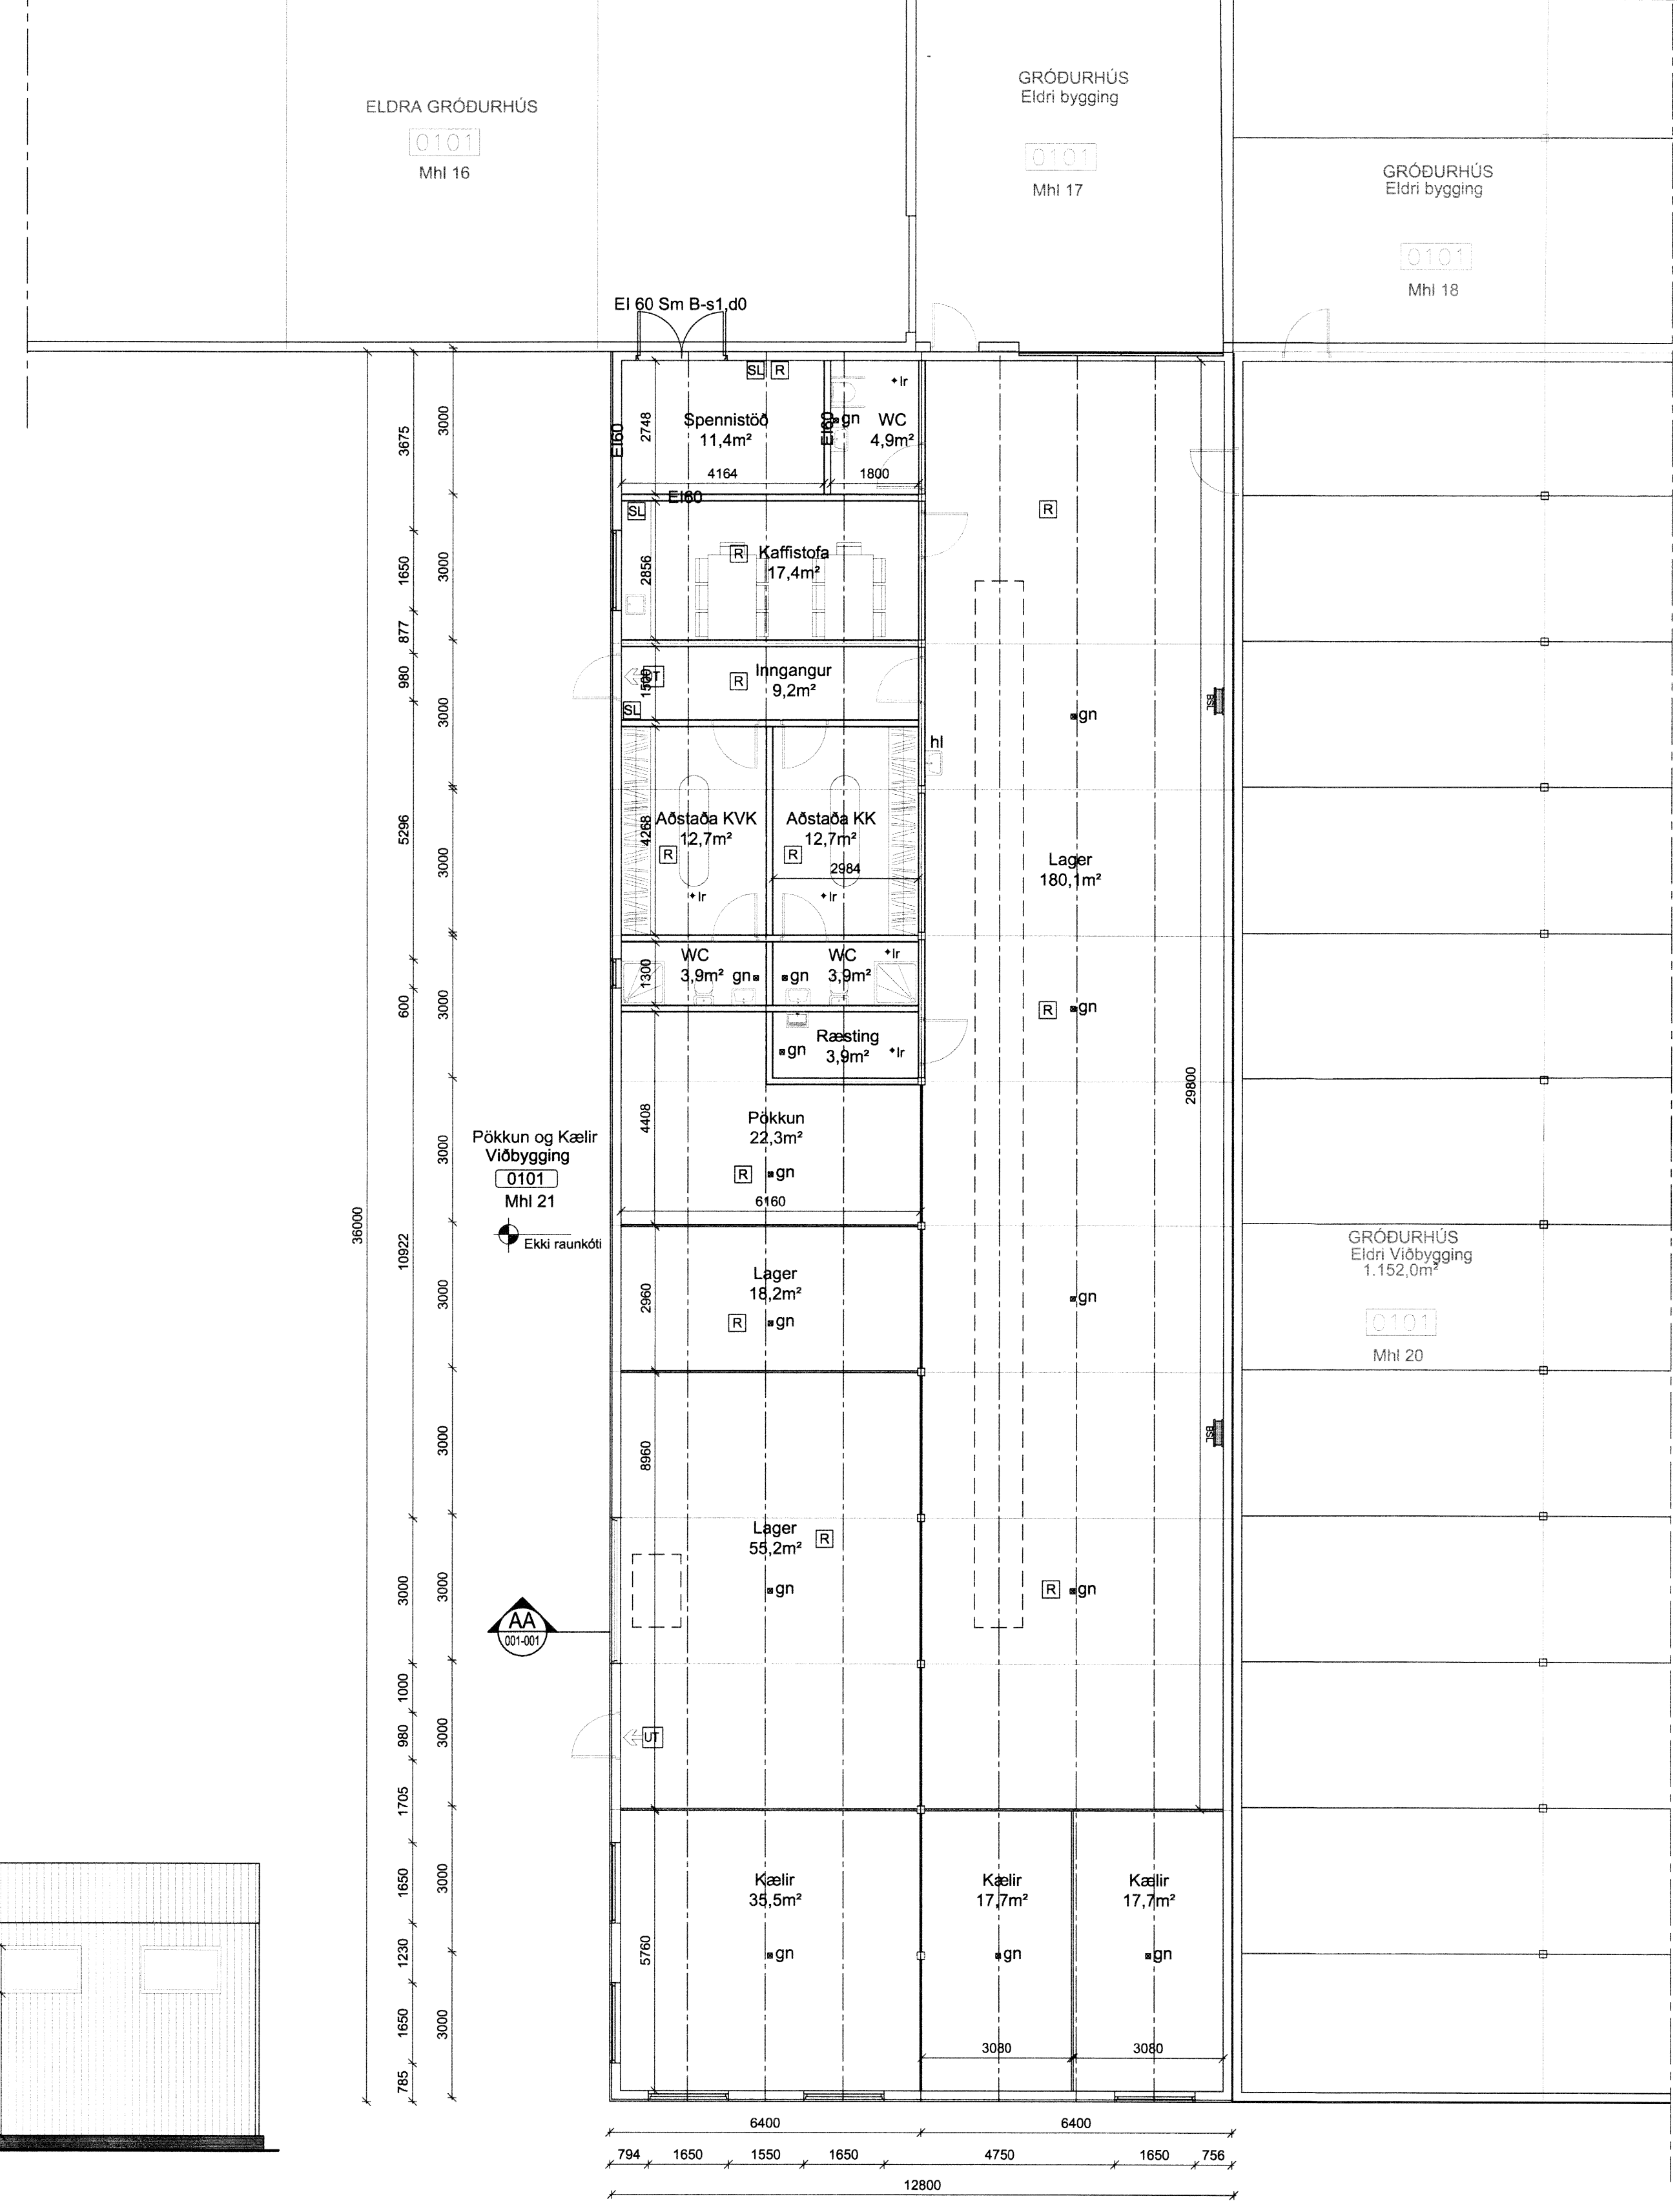 ELDRA GRÓÐURHÚS
0101
Mhl 16
GRÓÐURHÚS
Eldri bygging
0101
Mhl 17
GRÓÐURHÚS
Eldri bygging
0101
Mhl 18
EI 60 Sm B-s1,d0
SL
R
lr
Spennistöð
11,4m²
EI60
2748
EI60
gn
WC
4,9m²
4164
1800
EI60
SL
R
Kaffistofa
17,4m²
2856
R
UT
1500
R
Inngangur
9,2m²
SL
gn
BSL
hl
Aðstaða KVK
12,7m²
4268
R
lr
Aðstaða KK
12,7m²
R
2984
lr
Lager
180,1m²
WC
3,9m²
gn
1300
gn
WC
3,9m²
lr
R
gn
Ræsting
3,9m²
gn
lr
29800
Pökkun
22,3m²
4408
R
gn
6160
Pökkun og Kælir
Viðbygging
0101
Mhl 21
Ekki raunkóti
Lager
18,2m²
2960
R
gn
gn
GRÓÐURHÚS
Eldri Viðbygging
1.152,0m²
0101
Mhl 20
BSL
8960
Lager
55,2m²
R
gn
R
gn
AA
001-001
UT
Kælir
35,5m²
5760
gn
Kælir
17,7m²
gn
Kælir
17,7m²
gn
3080
3080
36000
3675
1650
877
980
5296
600
10922
3000
1000
980
1705
1650
1230
1650
785
3000
3000
3000
3000
3000
3000
3000
3000
3000
3000
3000
3000
6400
6400
794
1650
1550
1650
4750
1650
756
12800